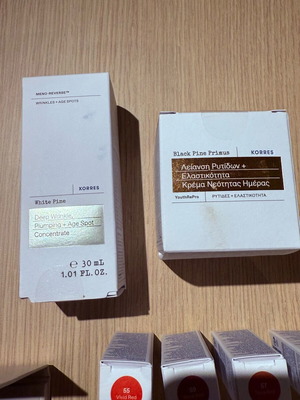 MENO-REVERSE™
WRINKLES + AGE SPOTS
KORRES
White Pine
Deep Wrinkle,
Plumping + Age Spot
Concentrate
℮ 30 mL
1.01 FL.OZ.
Black Pine Primus
KORRES
Λείανση Ρυτίδων +
Ελαστικότητα
Κρέμα Νεότητας Ημέρας
YouthRePro
ΡΥΤΙΔΕΣ + ΕΛΑΣΤΙΚΟΤΗΤΑ
55
Vivid Red